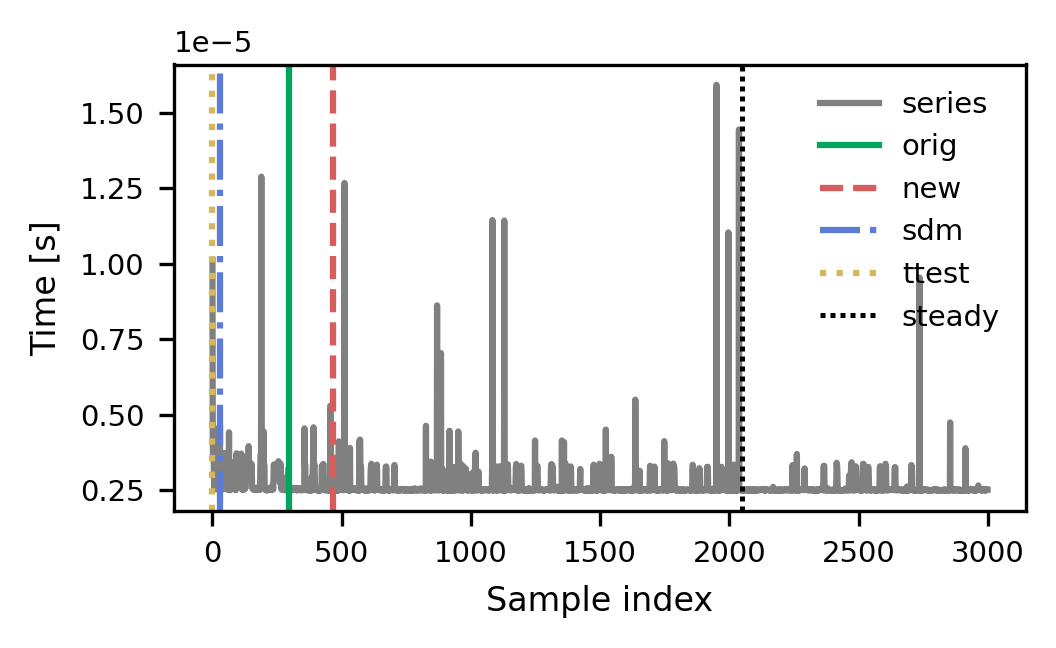 1e−5
1.50
1.25
1.00
0.75
0.50
0.25
Time [s]
series
orig
new
sdm
ttest
steady
0
500
1000
1500
2000
2500
3000
Sample index